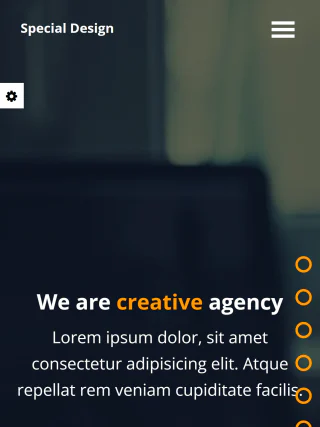 Special Design
We are creative agency
Lorem ipsum dolor, sit amet
consectetur adipisicing elit. Atque
repellat rem veniam cupiditate facilis.